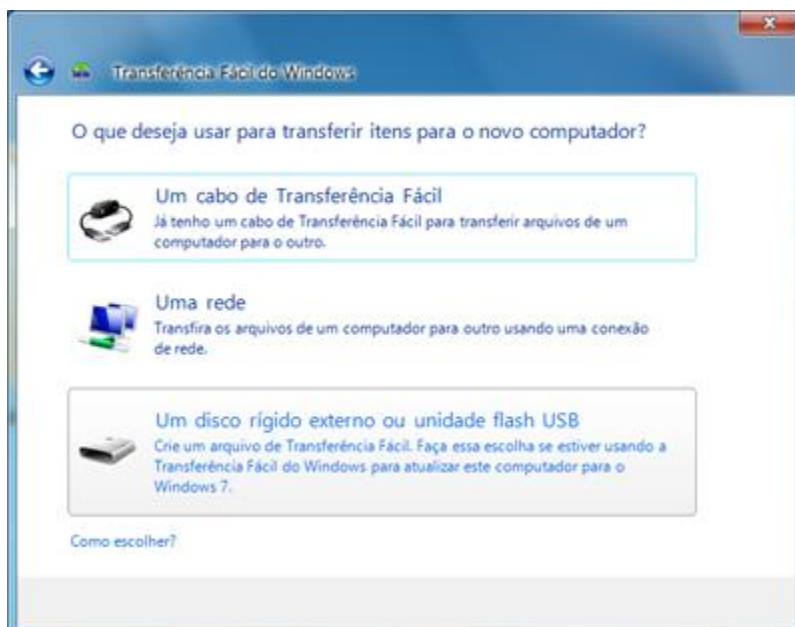 Transferência Fácil do Windows
O que deseja usar para transferir itens para o novo computador?
Um cabo de Transferência Fácil
Já tenho um cabo de Transferência Fácil para transferir arquivos de um
computador para o outro.
Uma rede
Transfira os arquivos de um computador para outro usando uma conexão
de rede.
Um disco rígido externo ou unidade flash USB
Crie um arquivo de Transferência Fácil. Faça essa escolha se estiver usando a
Transferência Fácil do Windows para atualizar este computador para o
Windows 7.
Como escolher?